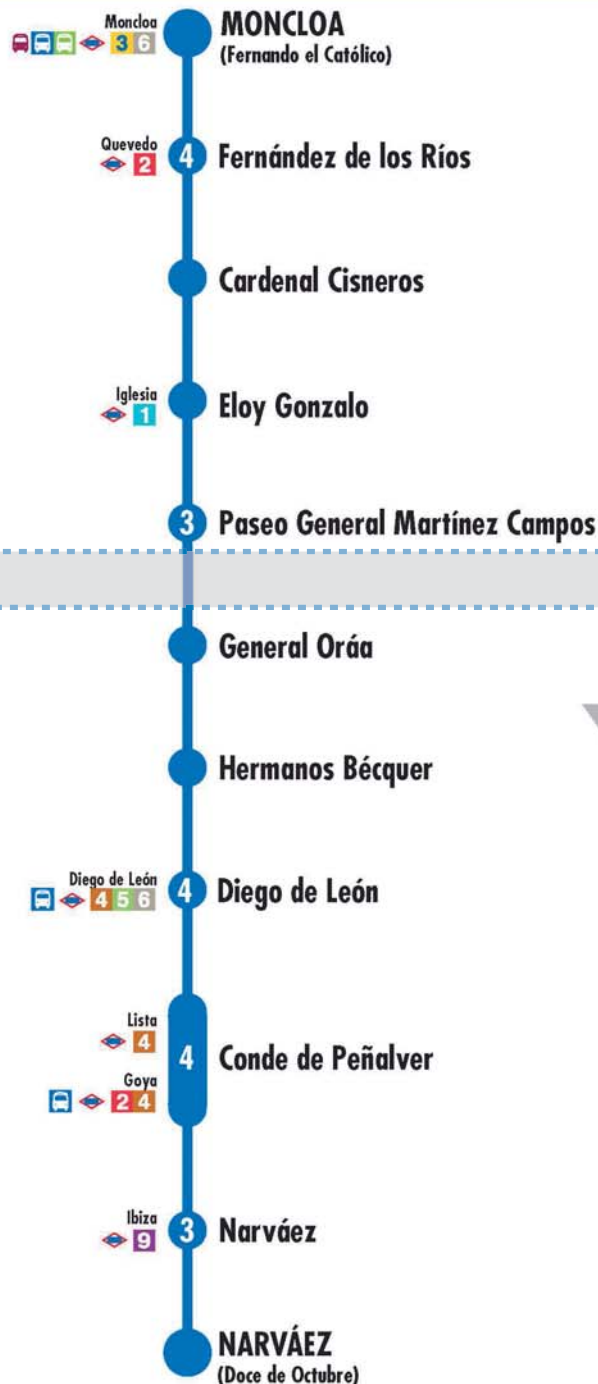 Moncloa
3 6
MONCLOA
(Fernando el Católico)
Quevedo
2
4
Fernández de los Ríos
Cardenal Cisneros
Iglesia
1
Eloy Gonzalo
3
Paseo General Martínez Campos
General Oráa
Hermanos Bécquer
Diego de León
4 5 6
4
Diego de León
Lista
4
Goya
2 4
4
Conde de Peñalver
Ibiza
9
3
Narváez
NARVÁEZ
(Doce de Octubre)